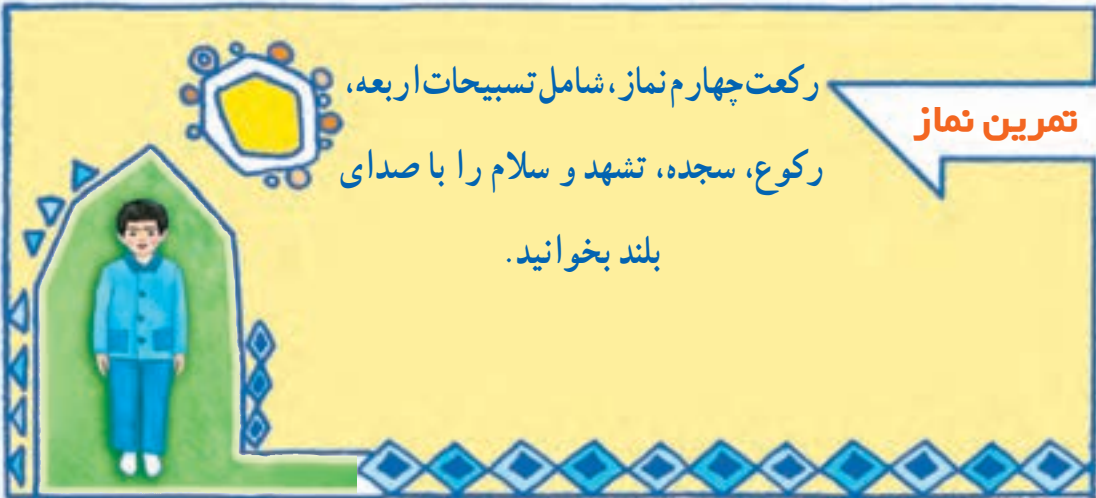 تمرین نماز
رکعت چهارم نماز، شامل تسبیحات اربعه،
رکوع، سجده، تشهد و سلام را با صدای
بلند بخوانید.